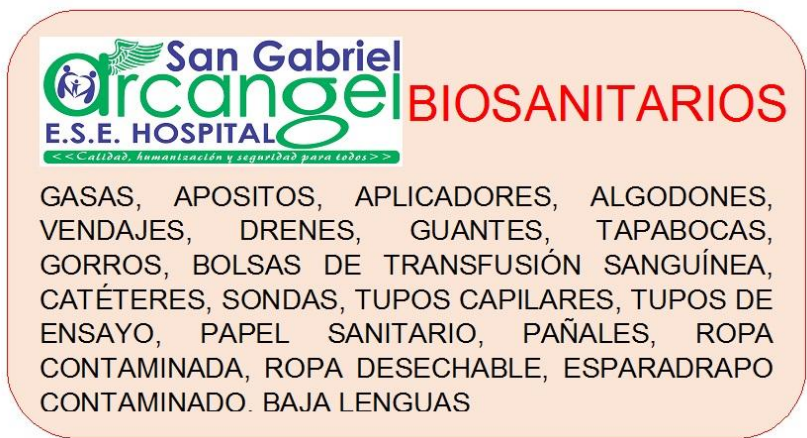 San Gabriel
arcangel
E.S.E. HOSPITAL
<<Calidad, humanización y seguridad para todos>>
BIOSANITARIOS
GASAS, APOSITOS, APLICADORES, ALGODONES,
VENDAJES, DRENES, GUANTES, TAPABOCAS,
GORROS, BOLSAS DE TRANSFUSIÓN SANGUÍNEA,
CATÉTERES, SONDAS, TUPOS CAPILARES, TUPOS DE
ENSAYO, PAPEL SANITARIO, PAÑALES, ROPA
CONTAMINADA, ROPA DESECHABLE, ESPARADRAPO
CONTAMINADO. BAJA LENGUAS